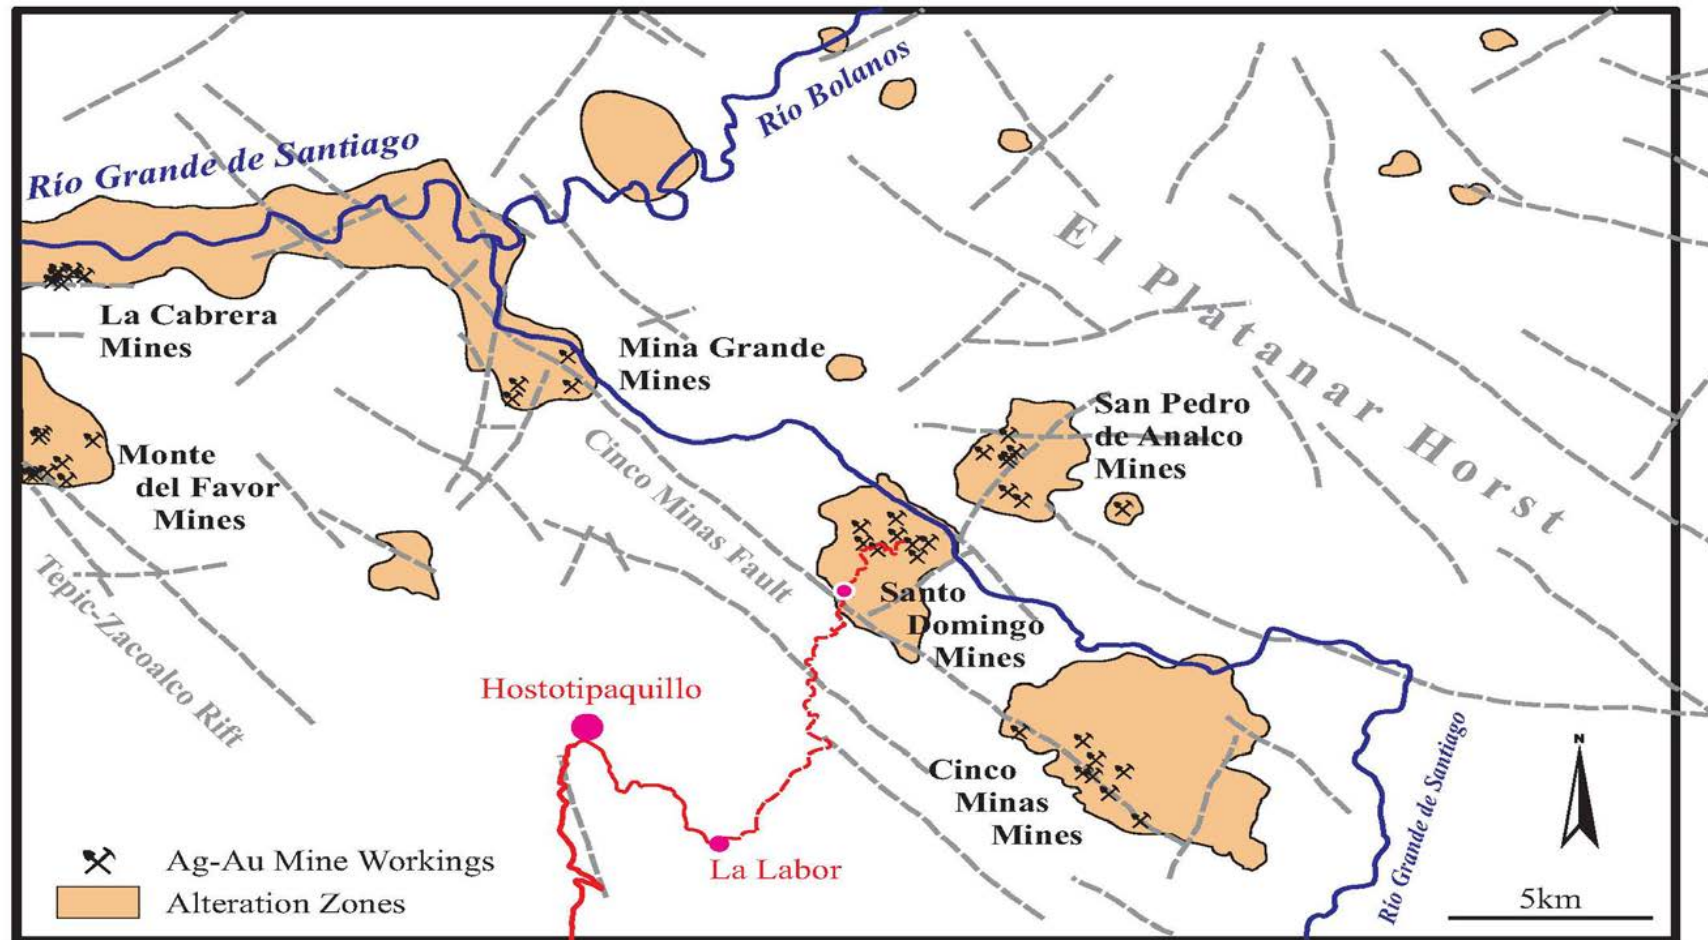 Río Bolanos
Río Grande de Santiago
El Platanar Horst
La Cabrera
Mines
Mina Grande
Mines
San Pedro
de Analco
Mines
Monte
del Favor
Mines
Cinco Minas Fault
Tepic-Zacoalco Rift
Santo
Domingo
Mines
Hostotipaquillo
Cinco
Minas
Mines
Río Grande de Santiago
La Labor
N
Ag-Au Mine Workings
Alteration Zones
5km